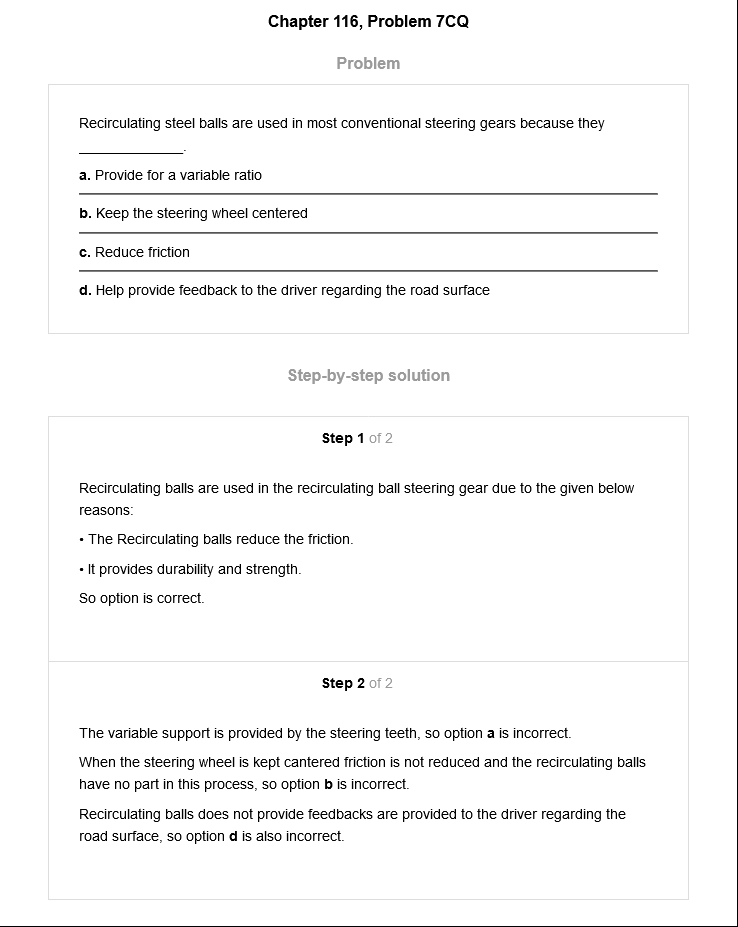 Chapter 116, Problem 7CQ
Problem
Recirculating steel balls are used in most conventional steering gears because they
_____________.
a. Provide for a variable ratio
b. Keep the steering wheel centered
c. Reduce friction
d. Help provide feedback to the driver regarding the road surface
Step-by-step solution
Step 1 of 2
Recirculating balls are used in the recirculating ball steering gear due to the given below
reasons:
• The Recirculating balls reduce the friction.
• It provides durability and strength.
So option is correct.
Step 2 of 2
The variable support is provided by the steering teeth, so option a is incorrect.
When the steering wheel is kept cantered friction is not reduced and the recirculating balls
have no part in this process, so option b is incorrect.
Recirculating balls does not provide feedbacks are provided to the driver regarding the
road surface, so option d is also incorrect.